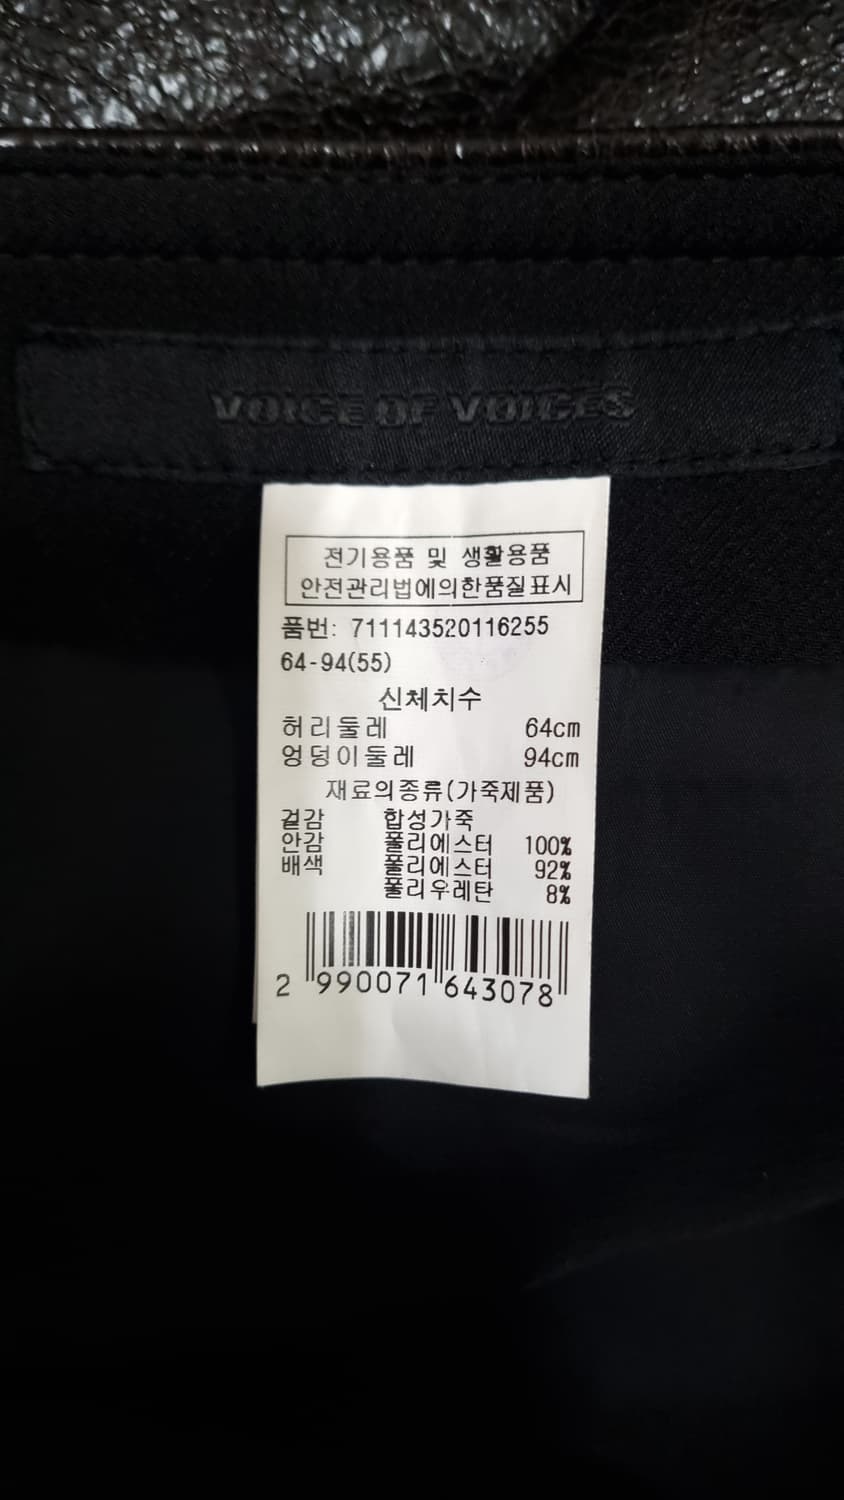 VOICE OF VOICES
전기용품 및 생활용품
안전관리법에의한품질표시
품번: 711143520116255
64-94(55)
신체치수
허리둘레 64cm
엉덩이둘레 94cm
재료의종류(가죽제품)
겉감 합성가죽
안감 폴리에스터 100%
배색 폴리에스터 92%
폴리우레탄 8%
2 990071 643078